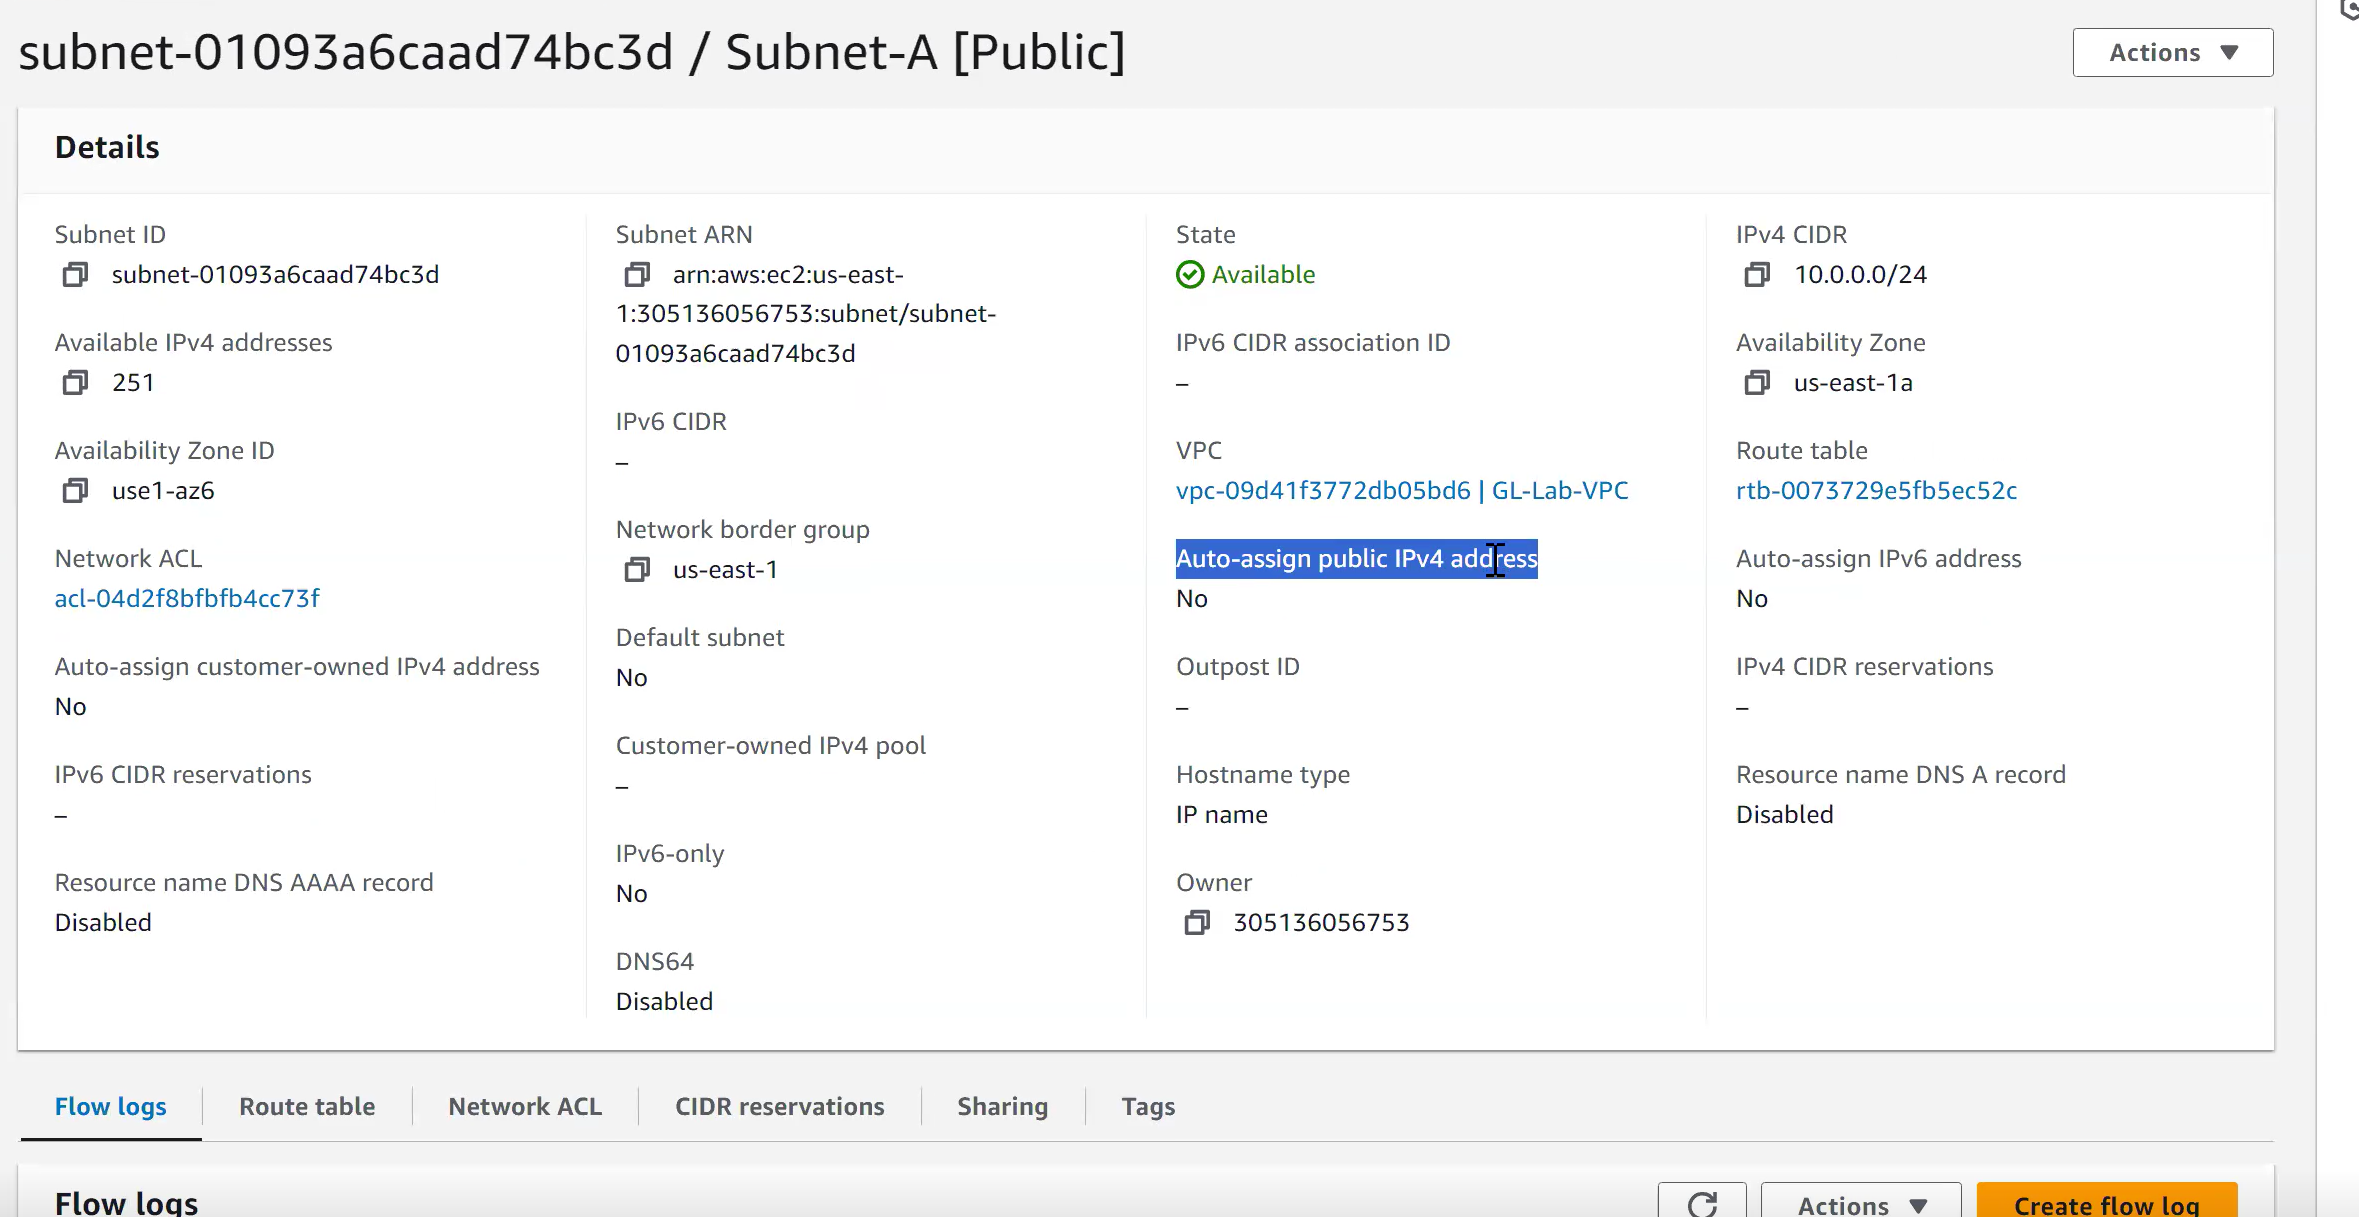 subnet-01093a6caad74bc3d / Subnet-A [Public]
Actions
Details
Subnet ID
subnet-01093a6caad74bc3d
Available IPv4 addresses
251
Availability Zone ID
use1-az6
Network ACL
acl-04d2f8bfbfb4cc73f
Auto-assign customer-owned IPv4 address
No
IPv6 CIDR reservations
–
Resource name DNS AAAA record
Disabled
Subnet ARN
arn:aws:ec2:us-east-
1:305136056753:subnet/subnet-
01093a6caad74bc3d
IPv6 CIDR
–
Network border group
us-east-1
Default subnet
No
Customer-owned IPv4 pool
–
IPv6-only
No
DNS64
Disabled
State
Available
IPv6 CIDR association ID
–
VPC
vpc-09d41f3772db05bd6 | GL-Lab-VPC
Auto-assign public IPv4 address
No
Outpost ID
–
Hostname type
IP name
Owner
305136056753
IPv4 CIDR
10.0.0.0/24
Availability Zone
us-east-1a
Route table
rtb-0073729e5fb5ec52c
Auto-assign IPv6 address
No
IPv4 CIDR reservations
–
Resource name DNS A record
Disabled
Flow logs
Route table
Network ACL
CIDR reservations
Sharing
Tags
Flow logs
Actions
Create flow log